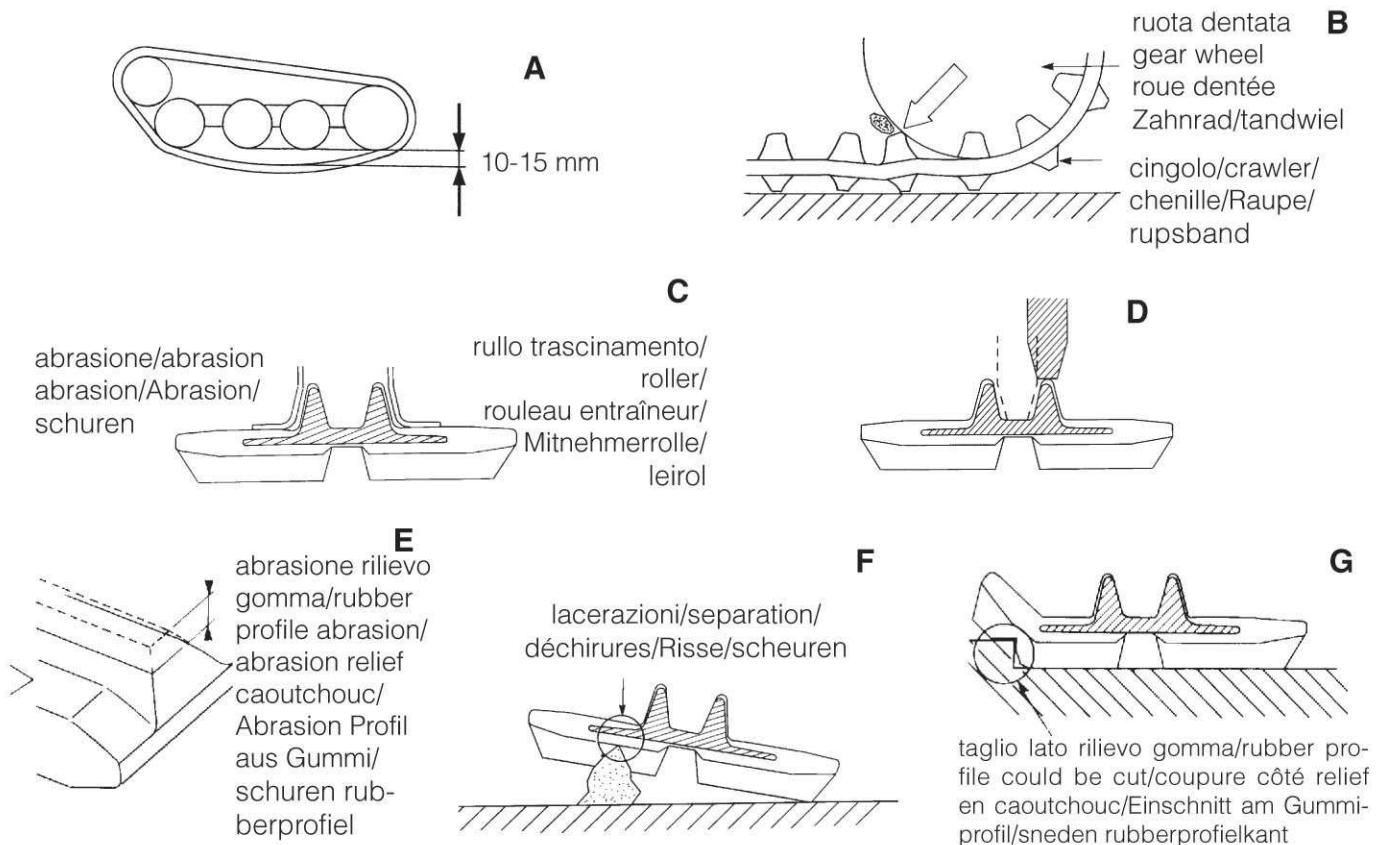 A
10-15 mm
B
ruota dentata
gear wheel
roue dentée
Zahnrad/tandwiel
cingolo/crawler/
chenille/Raupe/
rupsband
C
abrasione/abrasion
abrasion/Abrasion/
schuren
rullo trascinamento/
roller/
rouleau entraîneur/
Mitnehmerrolle/
leirol
D
E
abrasione rilievo
gomma/rubber
profile abrasion/
abrasion relief
caoutchouc/
Abrasion Profil
aus Gummi/
schuren rub-
berprofiel
F
lacerazioni/separation/
déchirures/Risse/scheuren
G
taglio lato rilievo gomma/rubber pro-
file could be cut/coupure côté relief
en caoutchouc/Einschnitt am Gummi-
profil/sneden rubberprofielkant